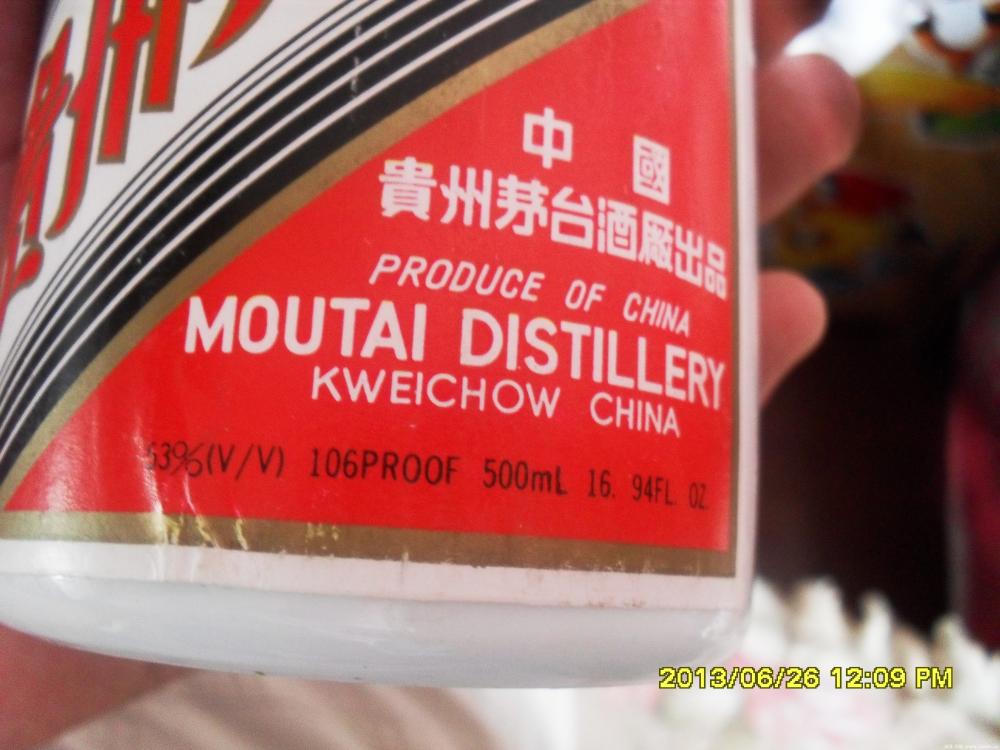 中國
貴州茅台酒厰出品
PRODUCE OF CHINA
MOUTAI DISTILLERY
KWEICHOW CHINA
53%(V/V) 106PROOF 500mL 16. 94FL. OZ.
2013/06/26 12:09 PM